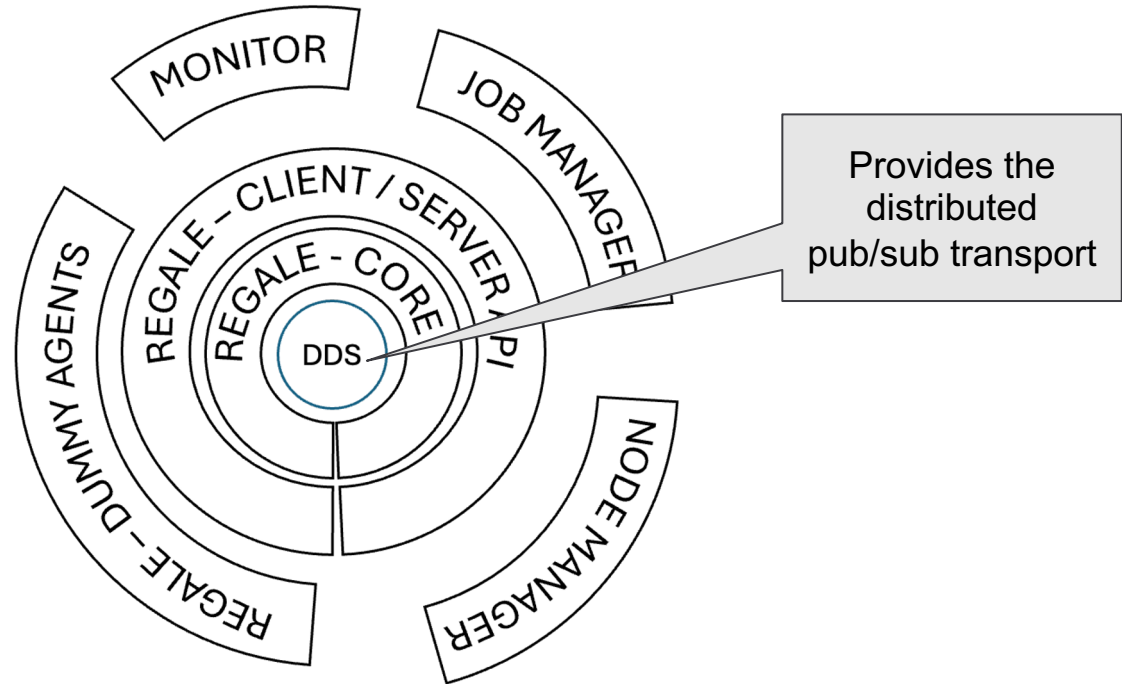 MONITOR
JOB MANAGER
REGALE – CLIENT / SERVER API
REGALE - CORE
DDS
REGALE – DUMMY AGENTS
NODE MANAGER
Provides the
distributed
pub/sub transport